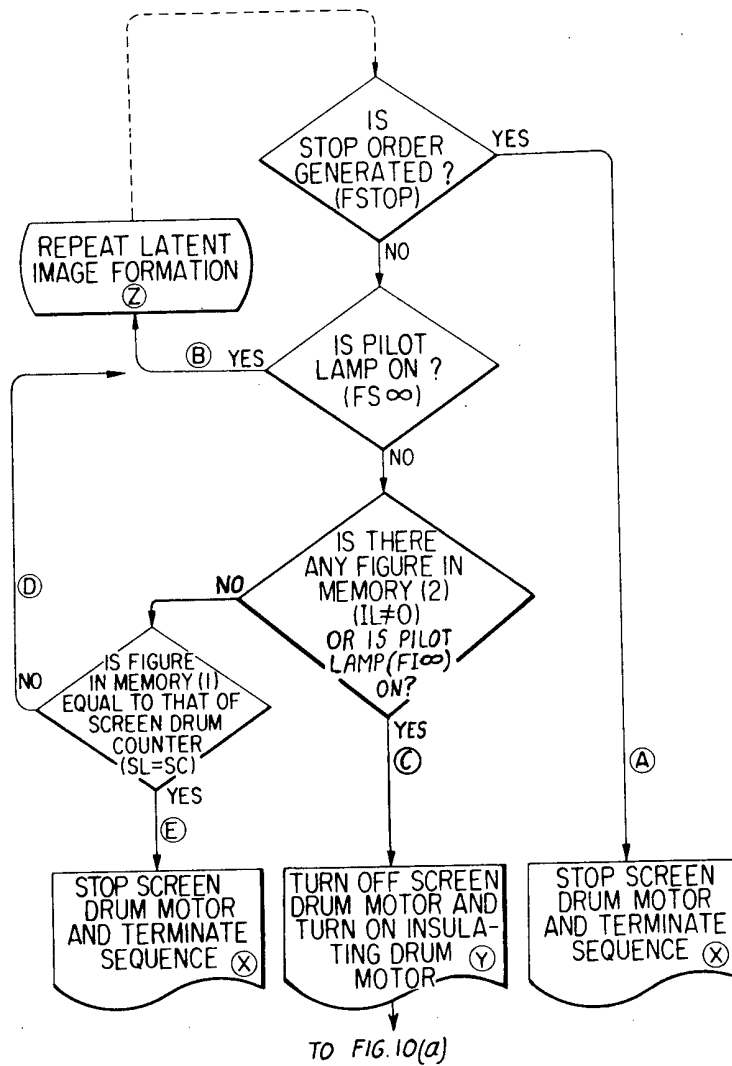 IS
STOP ORDER
GENERATED ?
(FSTOP)
YES
NO
REPEAT LATENT
IMAGE FORMATION
Z
B YES
IS PILOT
LAMP ON ?
(FS∞)
NO
IS THERE
ANY FIGURE IN
MEMORY (2)
(IL≠0)
OR IS PILOT
LAMP (FI∞)
ON?
NO
YES
D
NO
IS FIGURE
IN MEMORY (1)
EQUAL TO THAT OF
SCREEN DRUM
COUNTER
(SL=SC)
YES
E
C
A
STOP SCREEN
DRUM MOTOR
AND TERMINATE
SEQUENCE X
TURN OFF SCREEN
DRUM MOTOR AND
TURN ON INSULA-
TING DRUM
MOTOR Y
STOP SCREEN
DRUM MOTOR
AND TERMINATE
SEQUENCE X
TO FIG. 10(a)